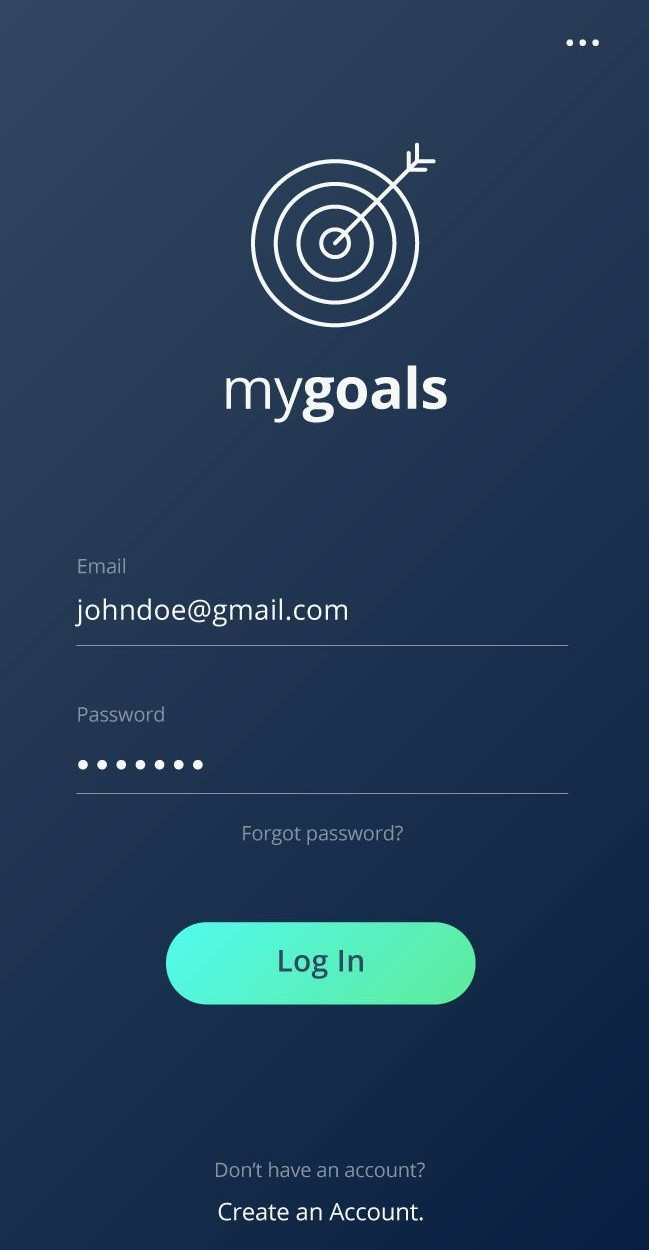 mygoals
Email
johndoe@gmail.com
Password
•••••••
Forgot password?
Log In
Don't have an account?
Create an Account.